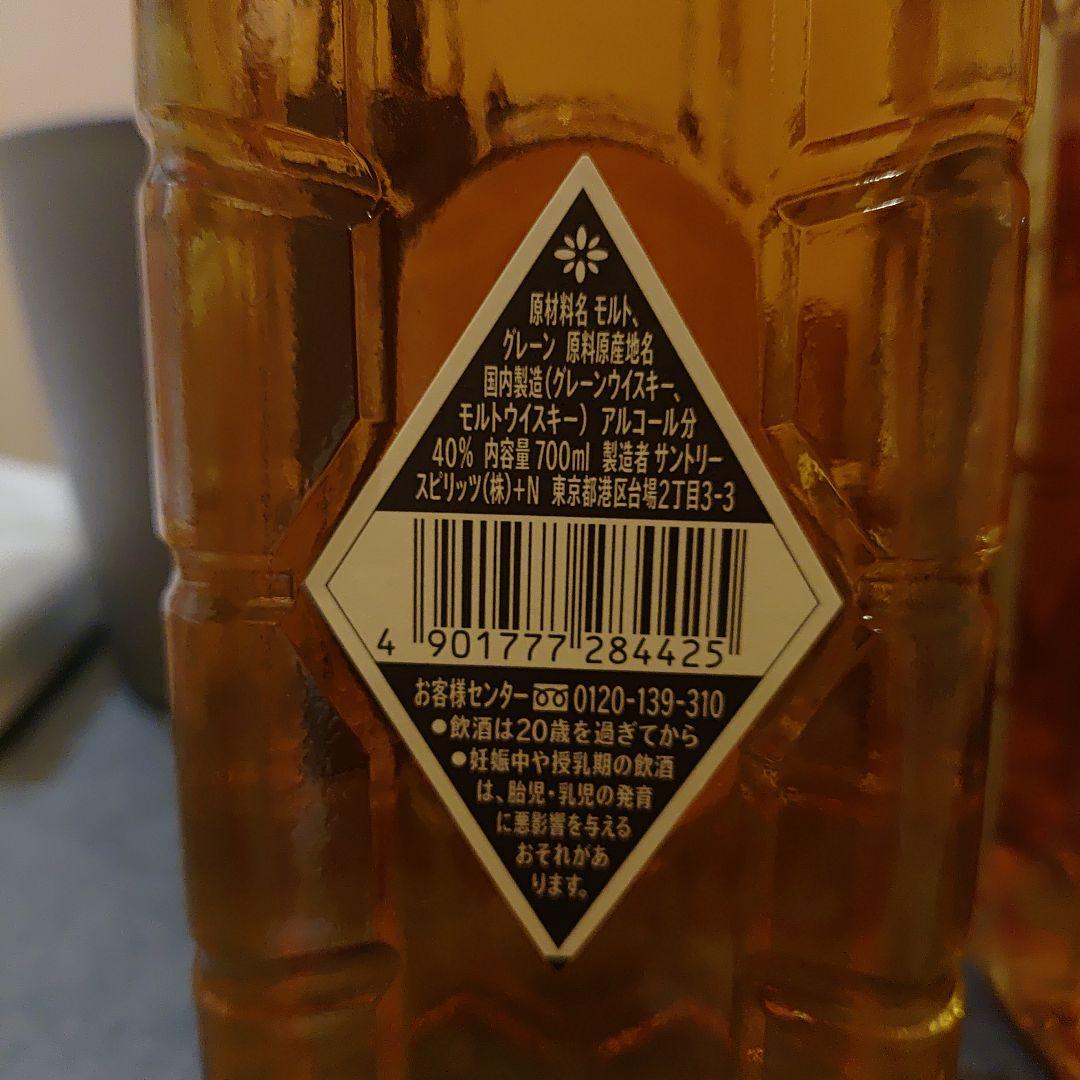 原材料名 モルト、
グレーン 原料原産地名
国内製造(グレーンウイスキー、
モルトウイスキー) アルコール分
40% 内容量 700ml 製造者 サントリー
スピリッツ(株)+N 東京都港区台場2丁目3-3
4 901777 284425
お客様センター 0120-139-310
●飲酒は20歳を過ぎてから
●妊娠中や授乳期の飲酒
は、胎児・乳児の発育
に悪影響を与える
おそれがあ
ります。